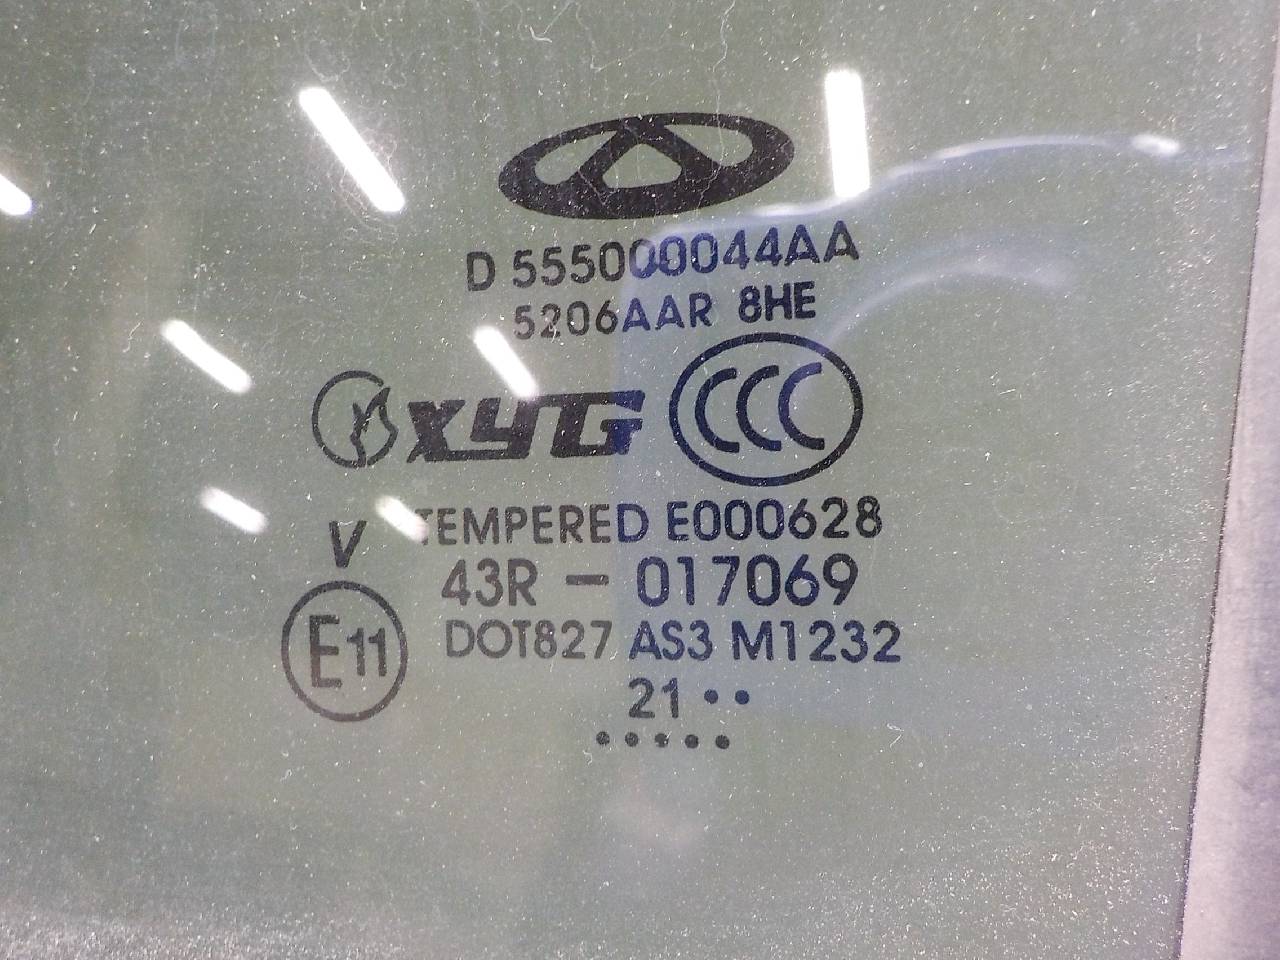 D 555000044AA
5206AAR 8HE
XYG CCC
V TEMPERED E000628
43R - 017069
E11
DOT827 AS3 M1232
21 ••
•••••